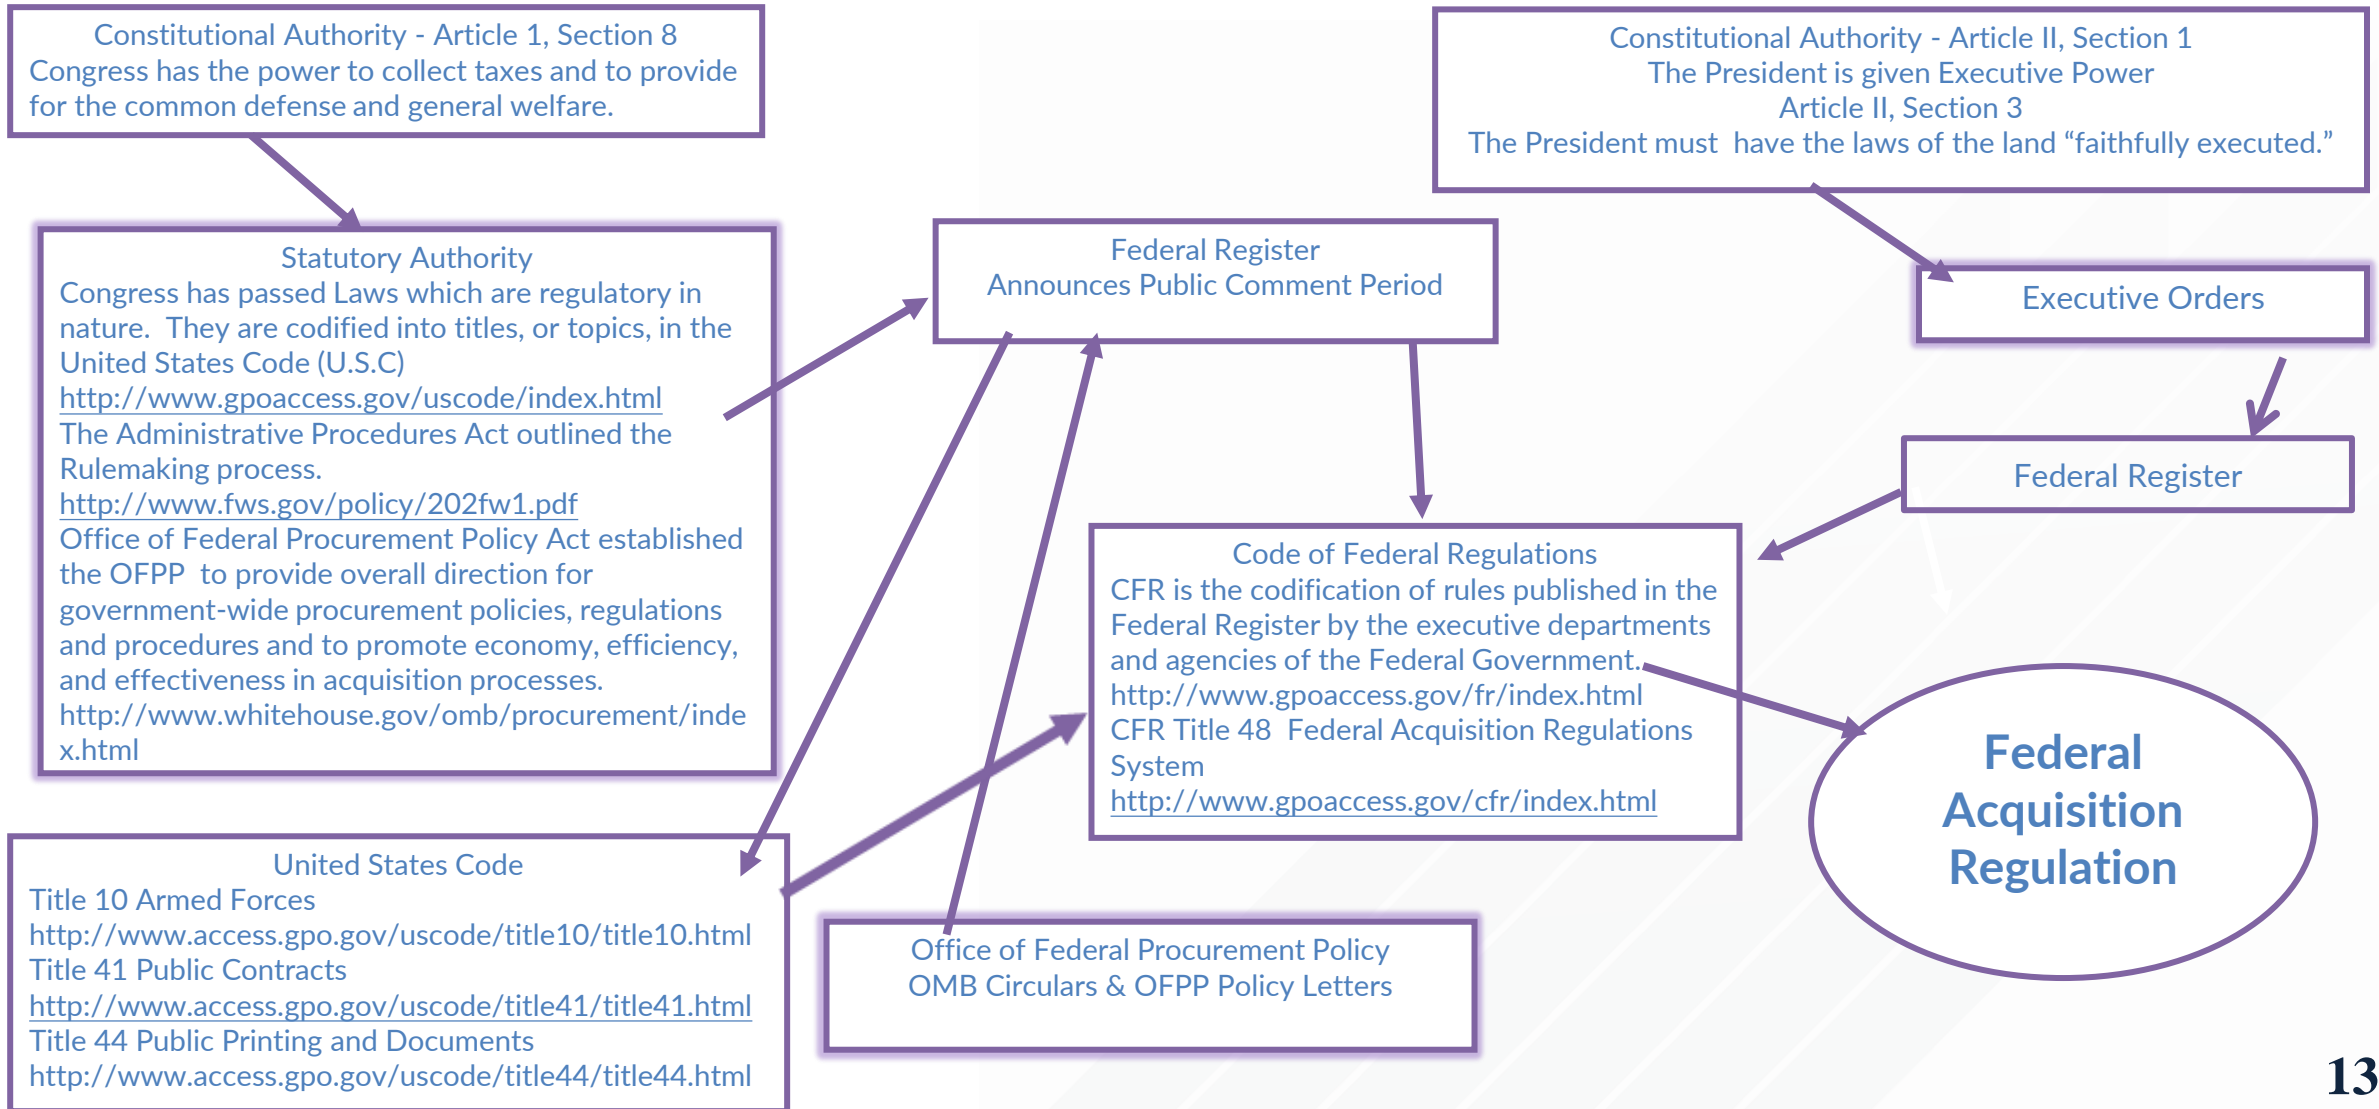 Constitutional Authority - Article 1, Section 8
Congress has the power to collect taxes and to provide
for the common defense and general welfare.
Constitutional Authority - Article II, Section 1
The President is given Executive Power
Article II, Section 3
The President must  have the laws of the land “faithfully executed.”
Statutory Authority
Congress has passed Laws which are regulatory in
nature.  They are codified into titles, or topics, in the
United States Code (U.S.C)
http://www.gpoaccess.gov/uscode/index.html
The Administrative Procedures Act outlined the
Rulemaking process.
http://www.fws.gov/policy/202fw1.pdf
Office of Federal Procurement Policy Act established
the OFPP  to provide overall direction for
government-wide procurement policies, regulations
and procedures and to promote economy, efficiency,
and effectiveness in acquisition processes.
http://www.whitehouse.gov/omb/procurement/inde
x.html
Federal Register
Announces Public Comment Period
Executive Orders
Federal Register
Code of Federal Regulations
CFR is the codification of rules published in the
Federal Register by the executive departments
and agencies of the Federal Government.
http://www.gpoaccess.gov/fr/index.html
CFR Title 48  Federal Acquisition Regulations
System
http://www.gpoaccess.gov/cfr/index.html
Federal
Acquisition
Regulation
United States Code
Title 10 Armed Forces
http://www.access.gpo.gov/uscode/title10/title10.html
Title 41 Public Contracts
http://www.access.gpo.gov/uscode/title41/title41.html
Title 44 Public Printing and Documents
http://www.access.gpo.gov/uscode/title44/title44.html
Office of Federal Procurement Policy
OMB Circulars & OFPP Policy Letters
13